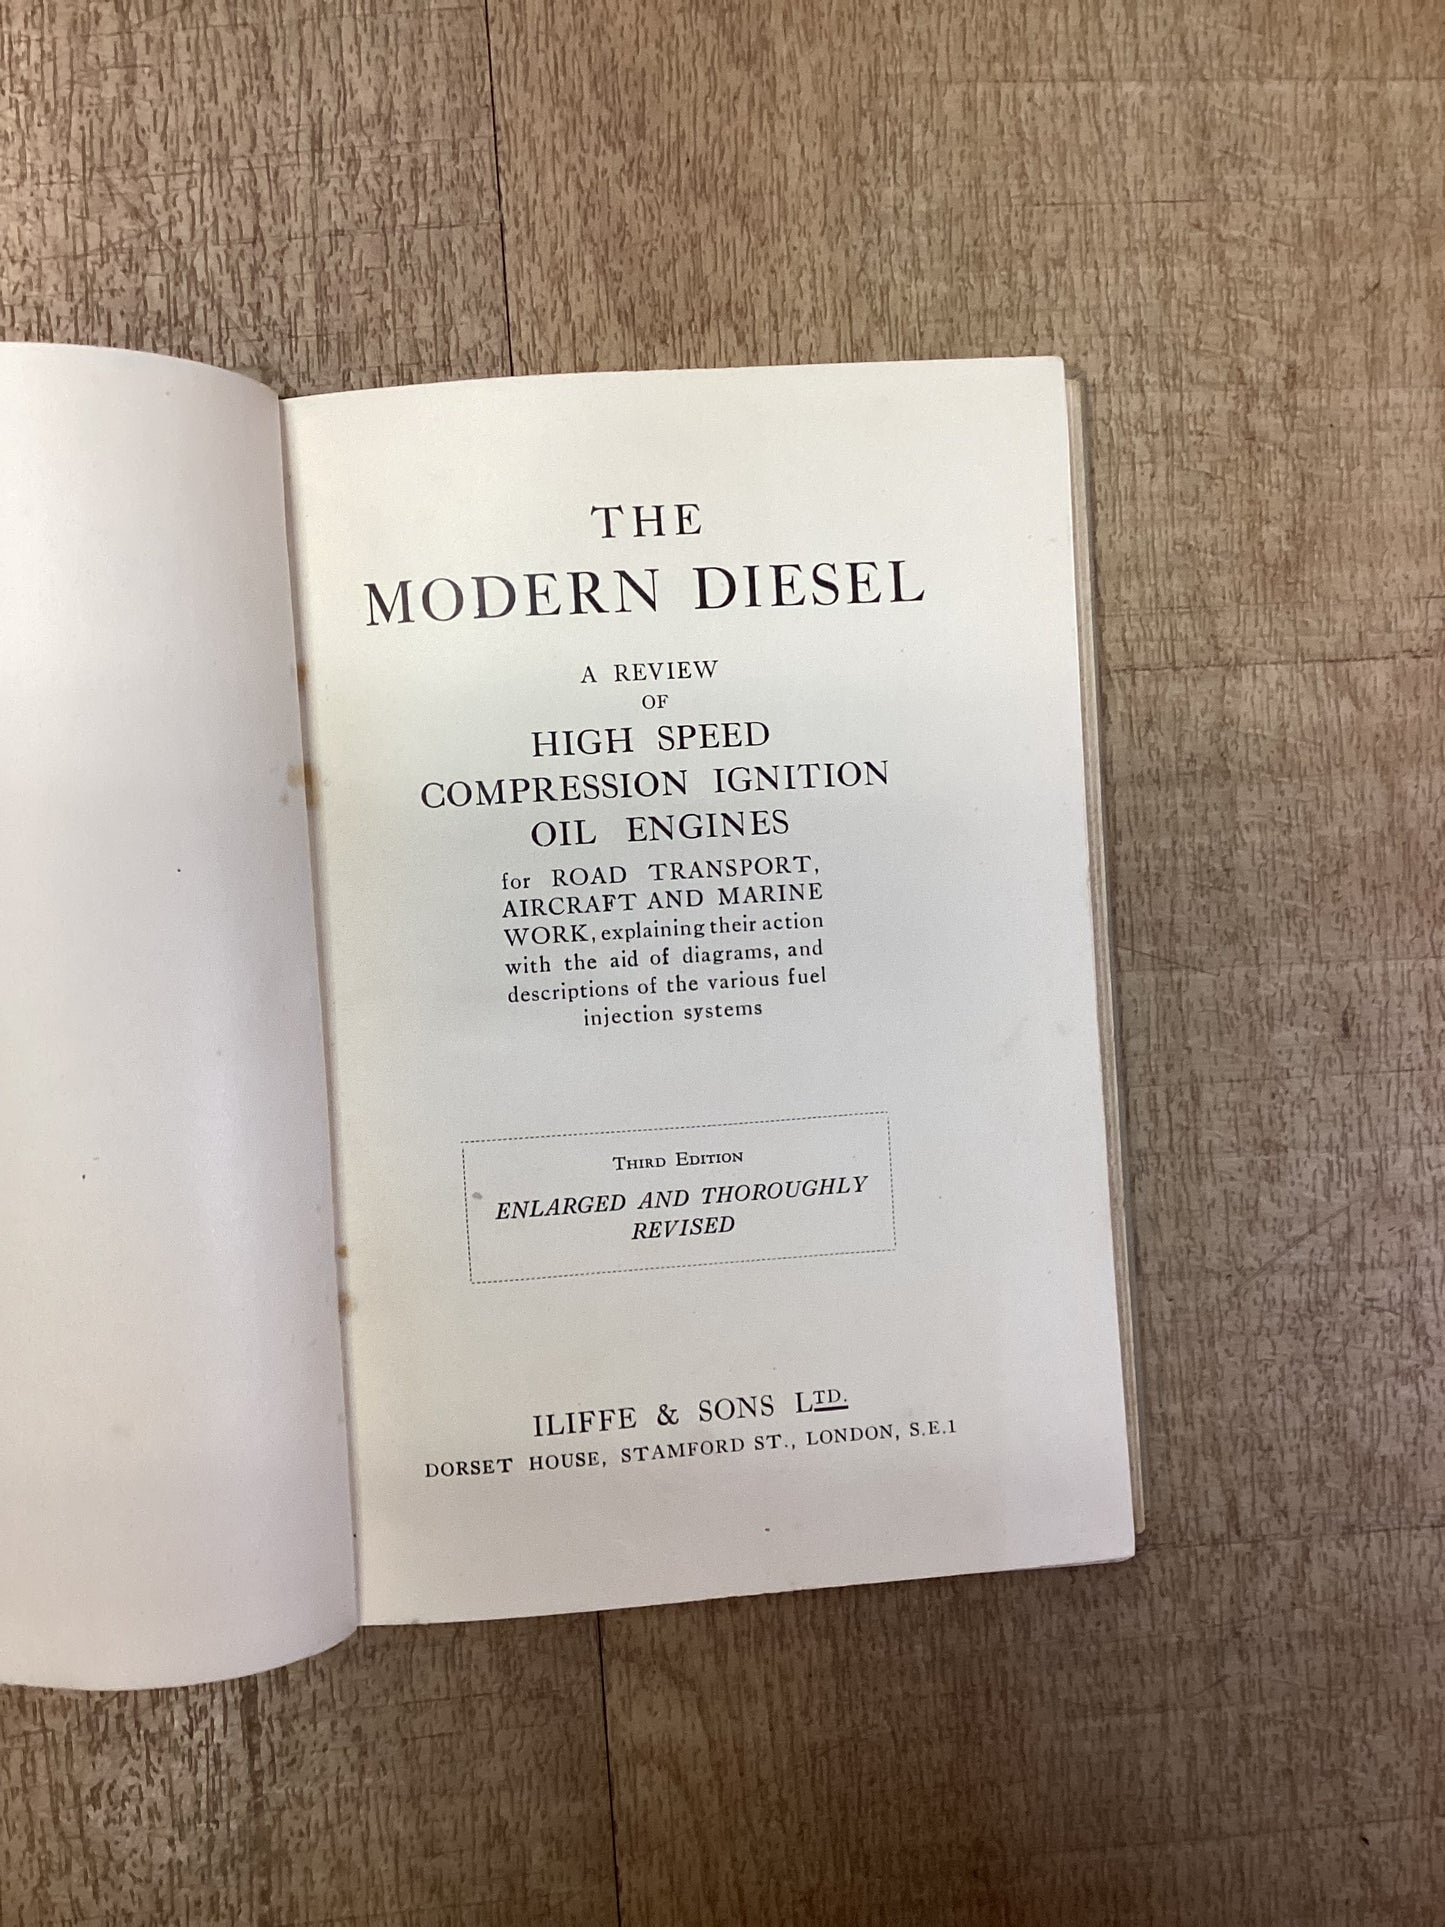 THE
MODERN DIESEL
A REVIEW
OF
HIGH SPEED
COMPRESSION IGNITION
OIL ENGINES
for ROAD TRANSPORT,
AIRCRAFT AND MARINE
WORK, explaining their action
with the aid of diagrams, and
descriptions of the various fuel
injection systems
THIRD EDITION
ENLARGED AND THOROUGHLY
REVISED
ILIFFE & SONS LTD.
DORSET HOUSE, STAMFORD ST., LONDON, S.E.1